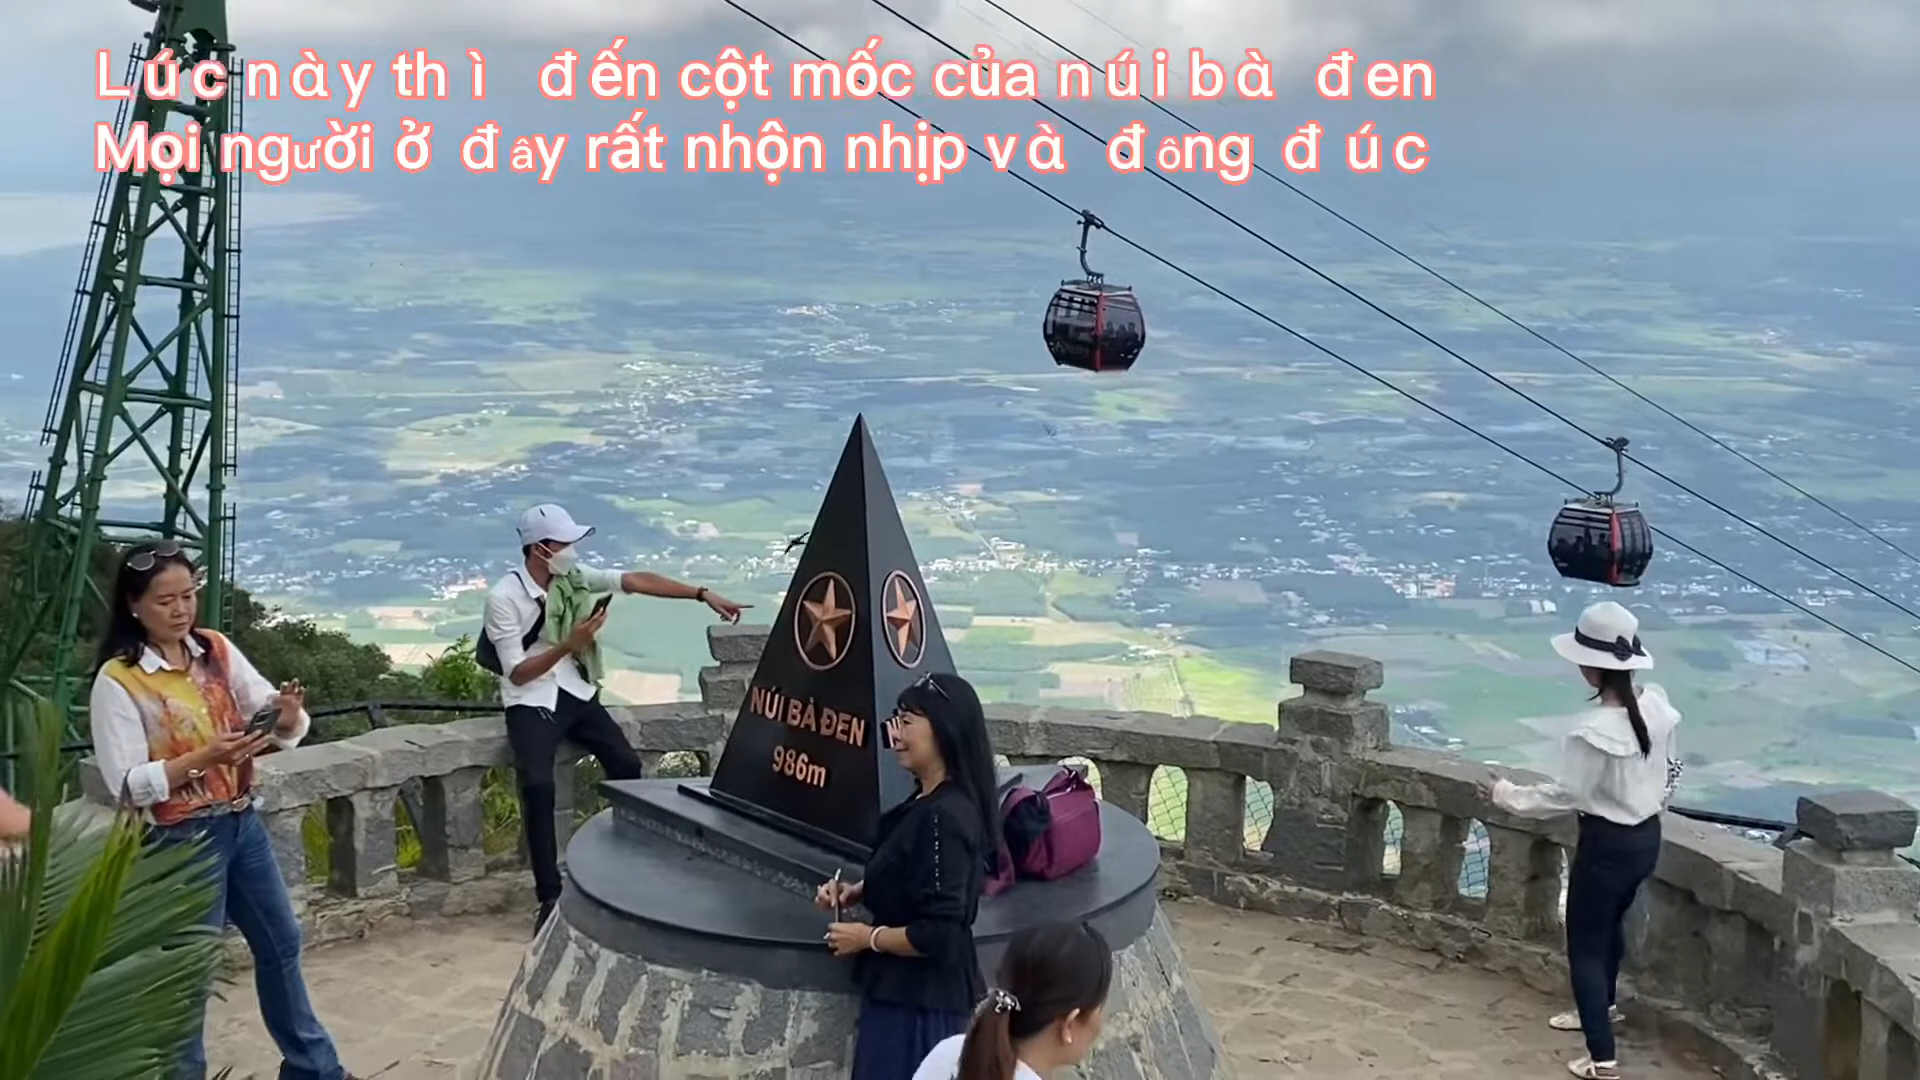 Lúc này thì đến cột mốc của núi bà đen
Mọi người ở đây rất nhộn nhịp và đông đúc
NÚI BÀ ĐEN
986m